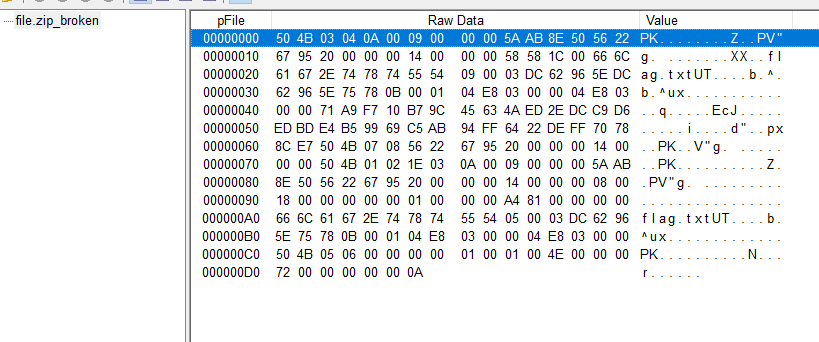 file.zip_broken
pFile Raw Data Value
00000000 50 4B 03 04 0A 00 09 00 00 00 5A AB 8E 50 56 22 PK........Z..PV"
00000010 67 95 20 00 00 00 14 00 00 00 58 58 1C 00 66 6C g. .......XX..fl
00000020 61 67 2E 74 78 74 55 54 09 00 03 DC 62 96 5E DC ag.txtUT....b.^.
00000030 62 96 5E 75 78 0B 00 01 04 E8 03 00 00 04 E8 03 b.^ux...........
00000040 00 00 71 A9 F7 10 B7 9C 45 63 4A ED 2E DC C9 D6 ..q.....EcJ.....
00000050 ED BD E4 B5 99 69 C5 AB 94 FF 64 22 DE FF 70 78 .....i....d"..px
00000060 8C E7 50 4B 07 08 56 22 67 95 20 00 00 00 14 00 ..PK..V"g. .....
00000070 00 00 50 4B 01 02 1E 03 0A 00 09 00 00 00 5A AB ..PK..........Z.
00000080 8E 50 56 22 67 95 20 00 00 00 14 00 00 00 08 00 .PV"g. .........
00000090 18 00 00 00 00 00 01 00 00 00 A4 81 00 00 00 00 ................
000000A0 66 6C 61 67 2E 74 78 74 55 54 05 00 03 DC 62 96 flag.txtUT....b.
000000B0 5E 75 78 0B 00 01 04 E8 03 00 00 04 E8 03 00 00 ^ux.............
000000C0 50 4B 05 06 00 00 00 00 01 00 01 00 4E 00 00 00 PK..........N...
000000D0 72 00 00 00 00 00 0A r......